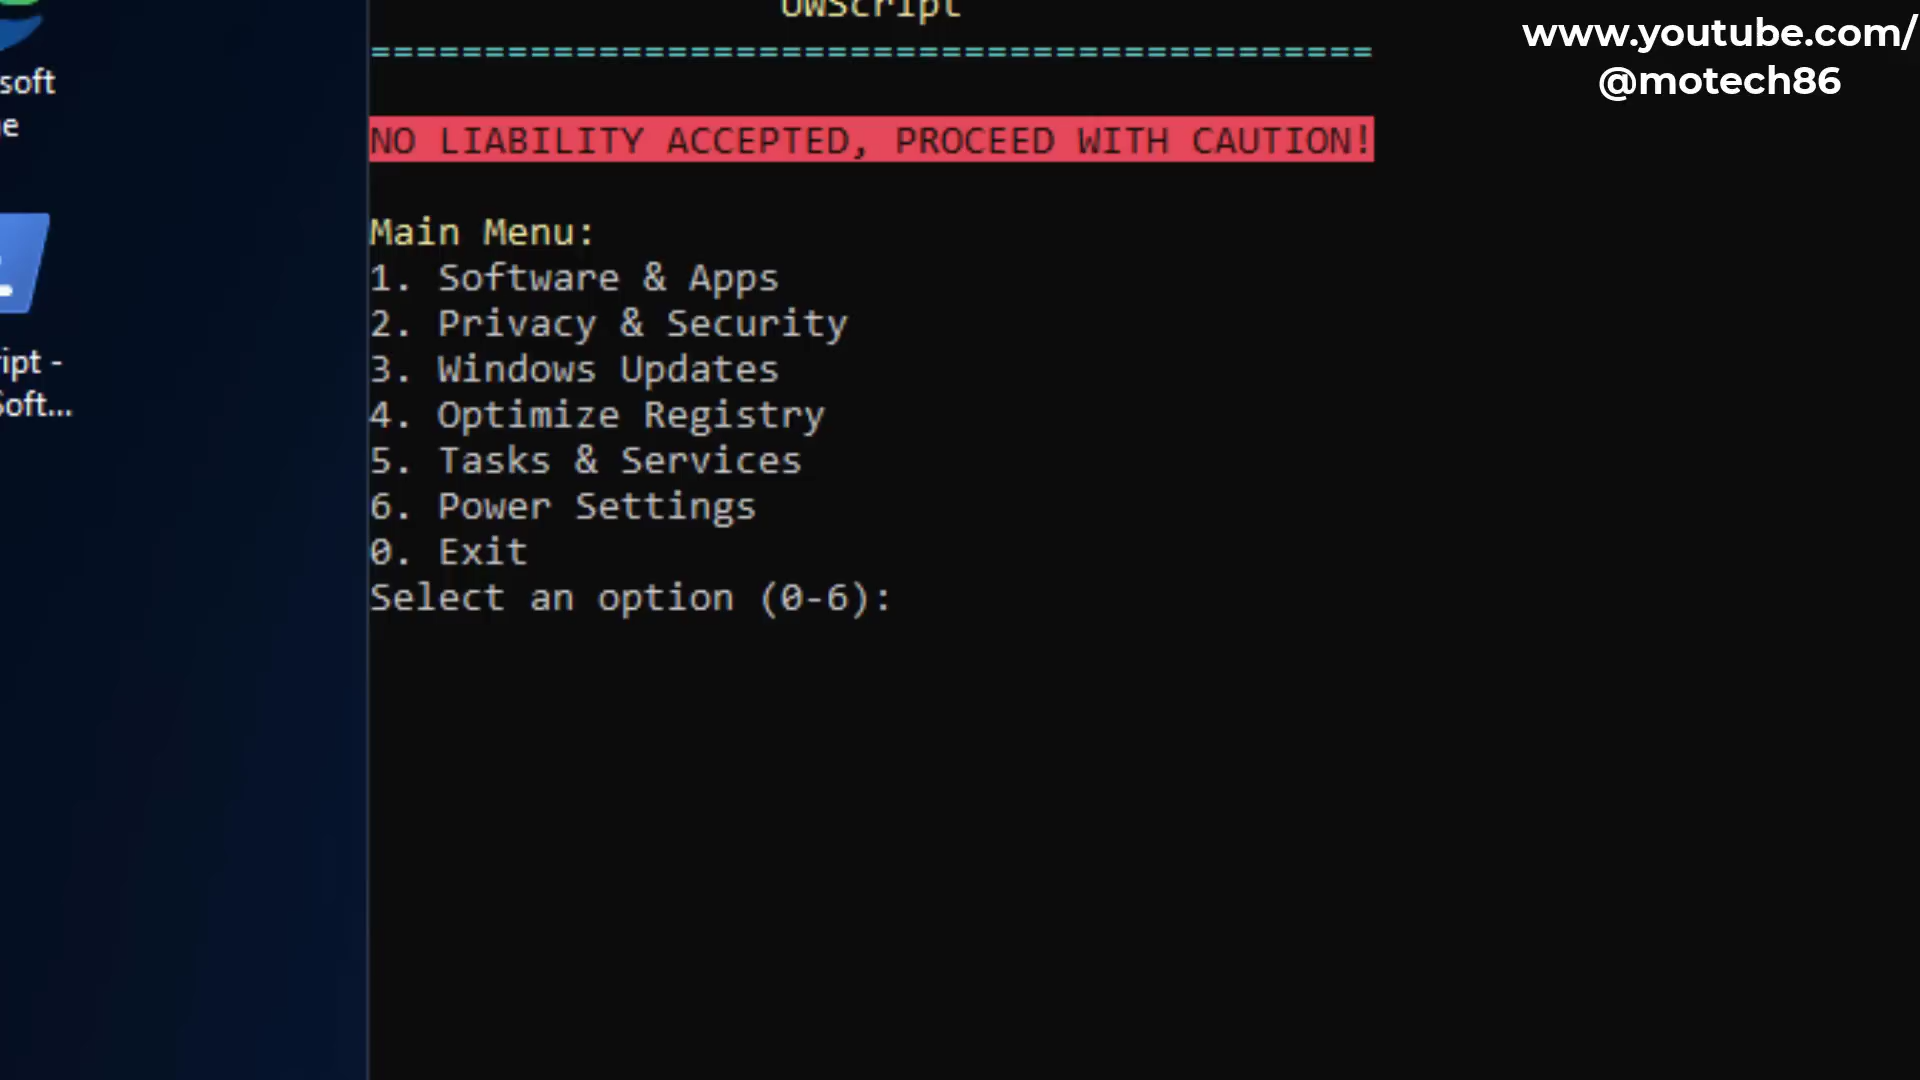 UWScript
============================================
www.youtube.com/
@motech86
soft
e
NO LIABILITY ACCEPTED, PROCEED WITH CAUTION!
Main Menu:
1. Software & Apps
2. Privacy & Security
3. Windows Updates
4. Optimize Registry
5. Tasks & Services
6. Power Settings
0. Exit
Select an option (0-6):
ipt -
Soft...